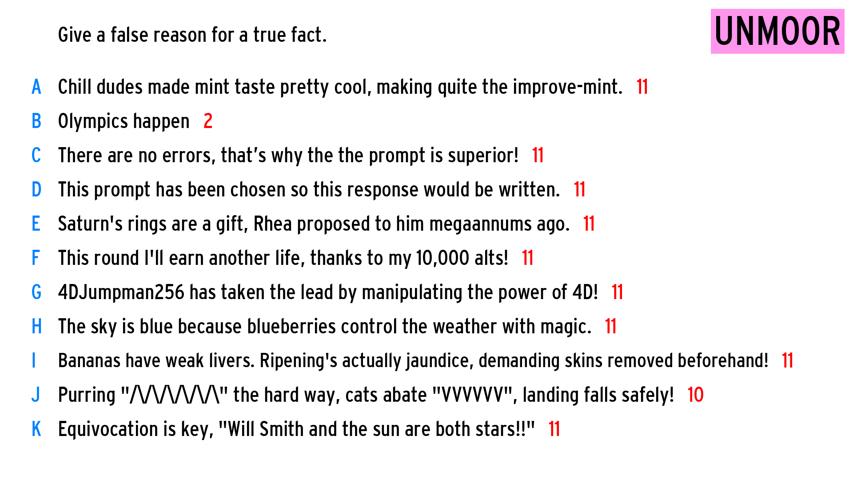 Give a false reason for a true fact.
UNMOOR
A Chill dudes made mint taste pretty cool, making quite the improve-mint. 11
B Olympics happen 2
C There are no errors, that's why the the prompt is superior! 11
D This prompt has been chosen so this response would be written. 11
E Saturn's rings are a gift, Rhea proposed to him megaannums ago. 11
F This round I'll earn another life, thanks to my 10,000 alts! 11
G 4DJumpman256 has taken the lead by manipulating the power of 4D! 11
H The sky is blue because blueberries control the weather with magic. 11
I Bananas have weak livers. Ripening's actually jaundice, demanding skins removed beforehand! 11
J Purring "/\/\/\/\/\/\" the hard way, cats abate "VVVVVV", landing falls safely! 10
K Equivocation is key, "Will Smith and the sun are both stars!!" 11